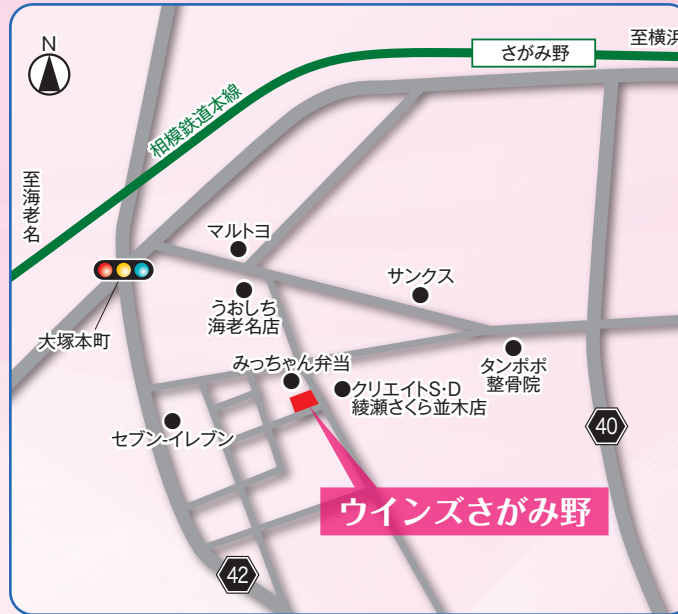 N
さがみ野
至横浜
相模鉄道本線
至海老名
マルトヨ
サンクス
うおしち
海老名店
大塚本町
みっちゃん弁当
タンポポ
整骨院
クリエイトS・D
綾瀬さくら並木店
セブン-イレブン
40
ウインズさがみ野
42